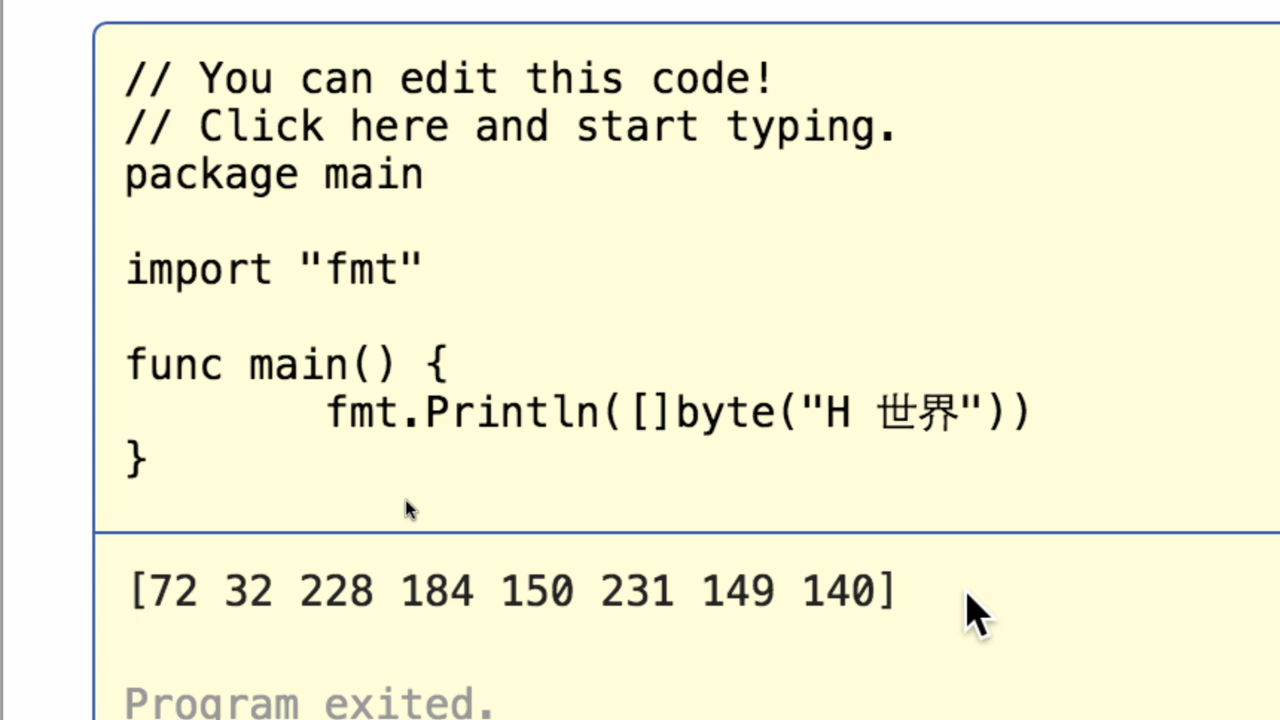 // You can edit this code!
// Click here and start typing.
package main
import "fmt"
func main() {
fmt.Println([]byte("H 世界"))
}
[72 32 228 184 150 231 149 140]
Program exited.